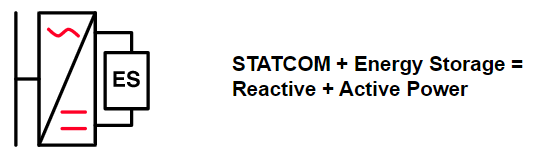 ES
STATCOM + Energy Storage =
Reactive + Active Power